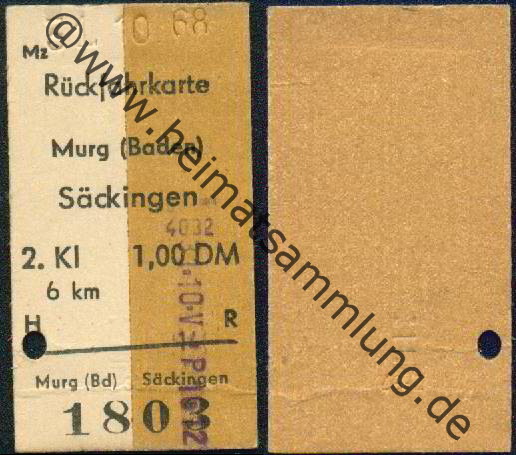 0 68
Mz
Rückfahrkarte
Murg (Baden)
Säckingen
4032
2. Kl 1,00 DM
6 km
H R
Murg (Bd) Säckingen
1803
@www.heimatsammlung.de